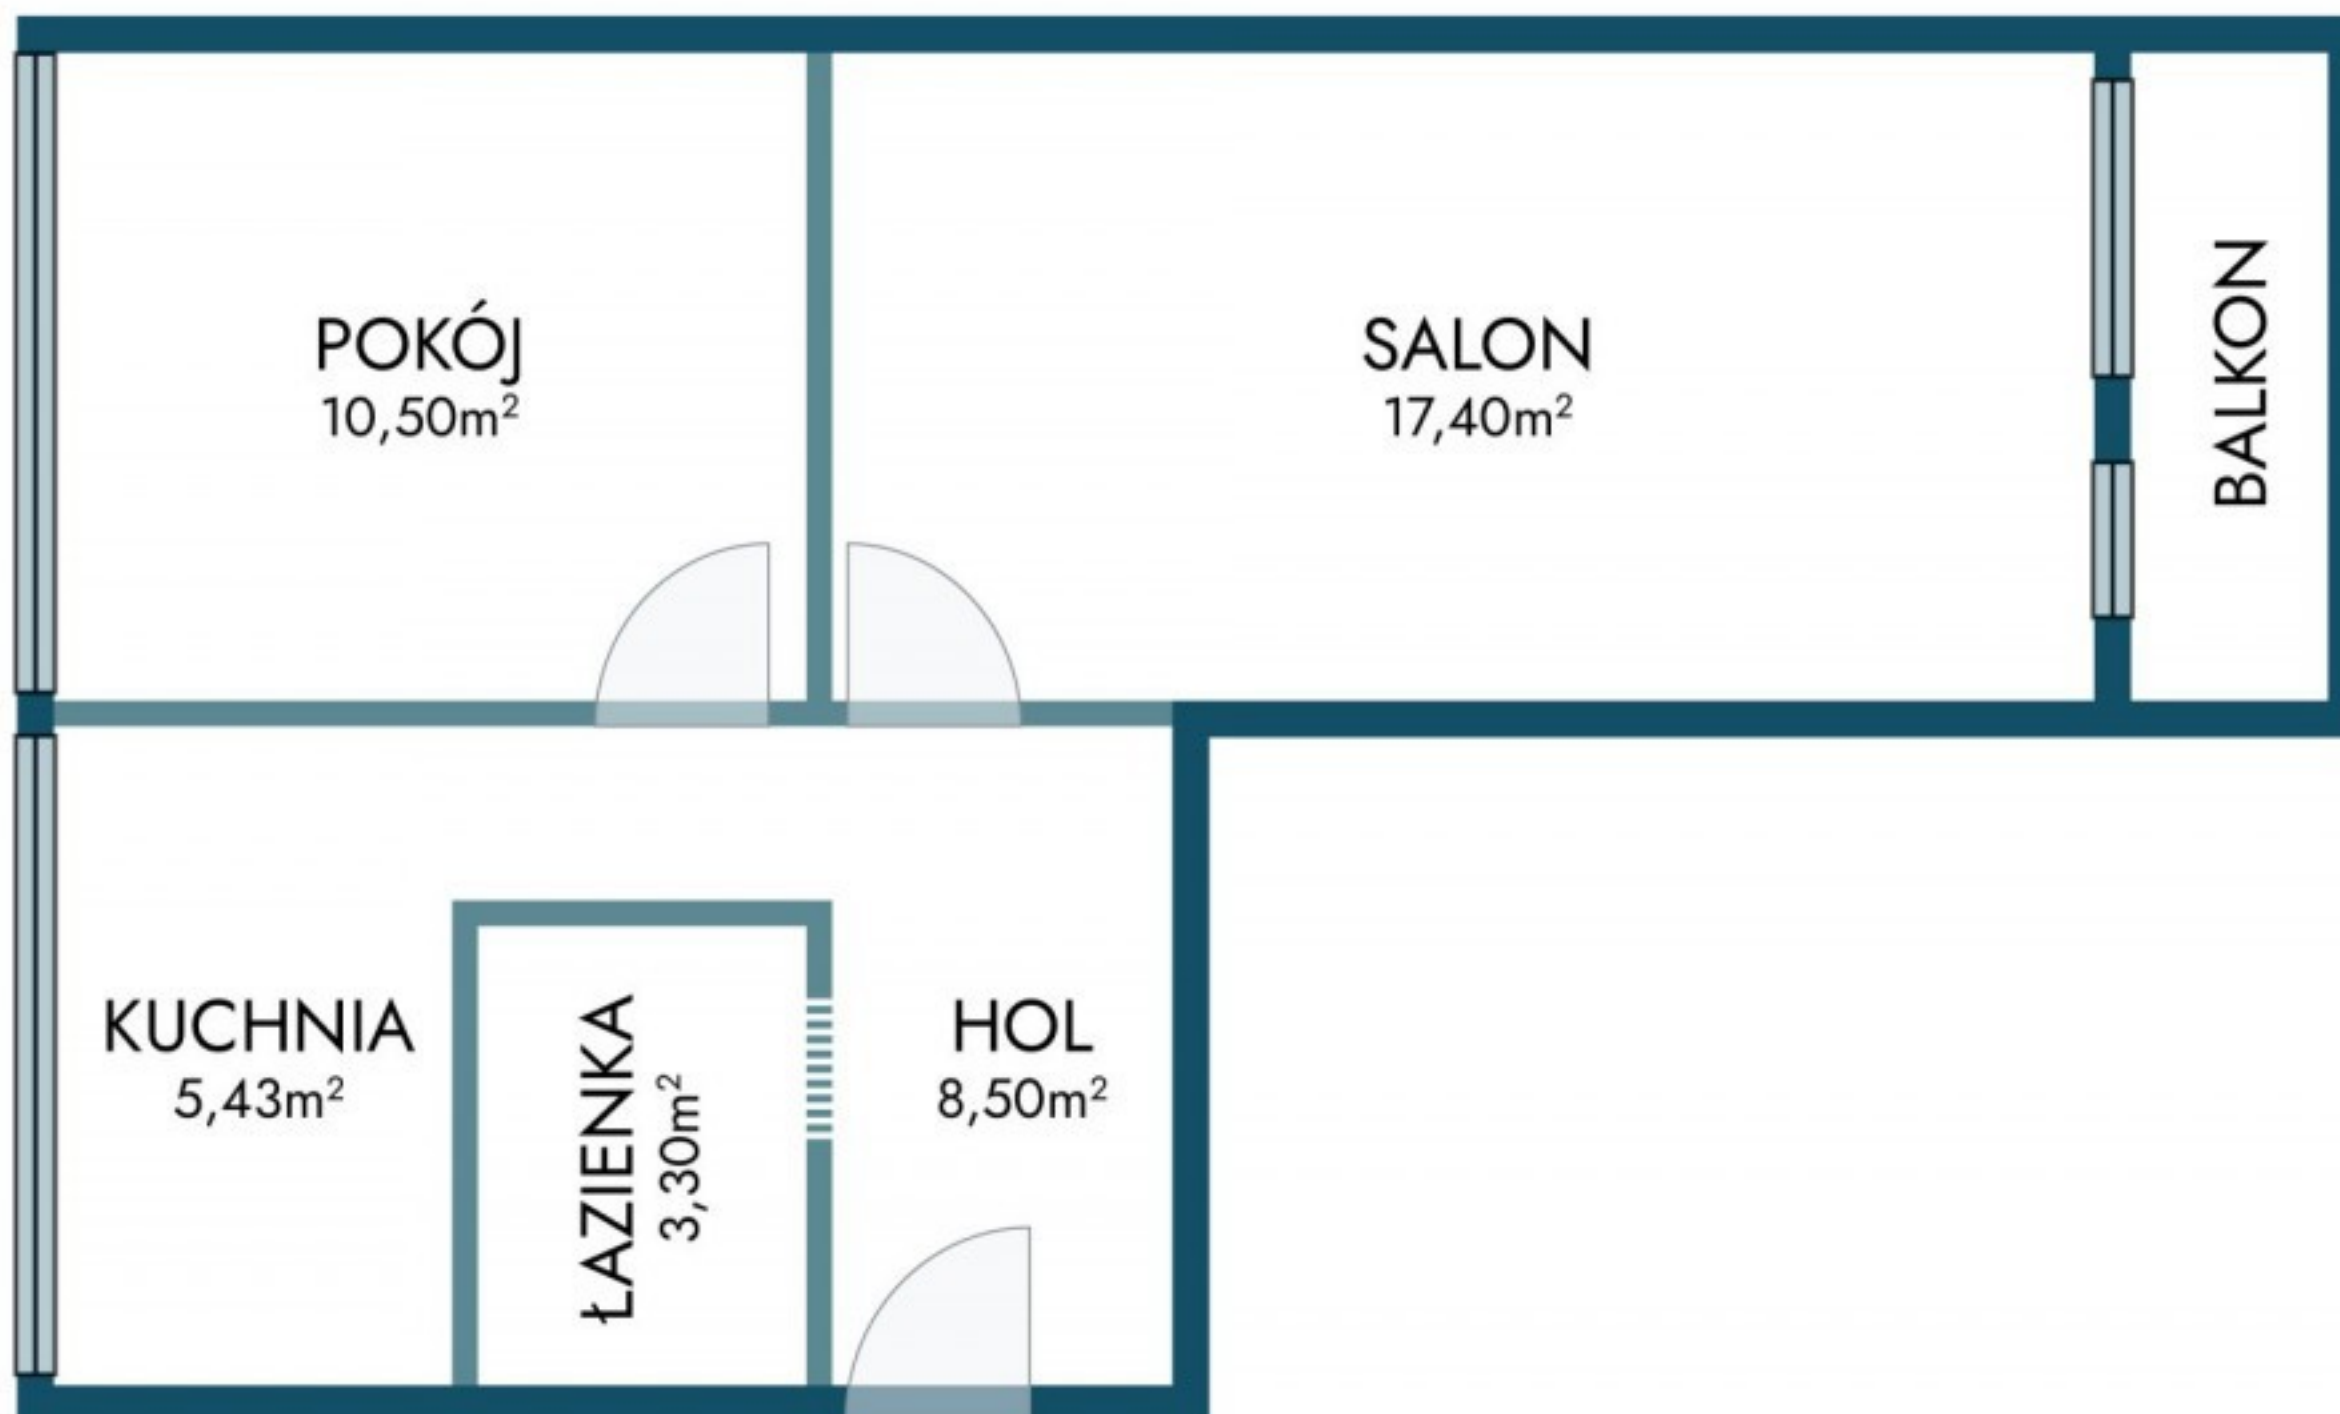 POKÓJ
10,50m²
SALON
17,40m²
BALKON
KUCHNIA
5,43m²
ŁAZIENKA
3,30m²
HOL
8,50m²